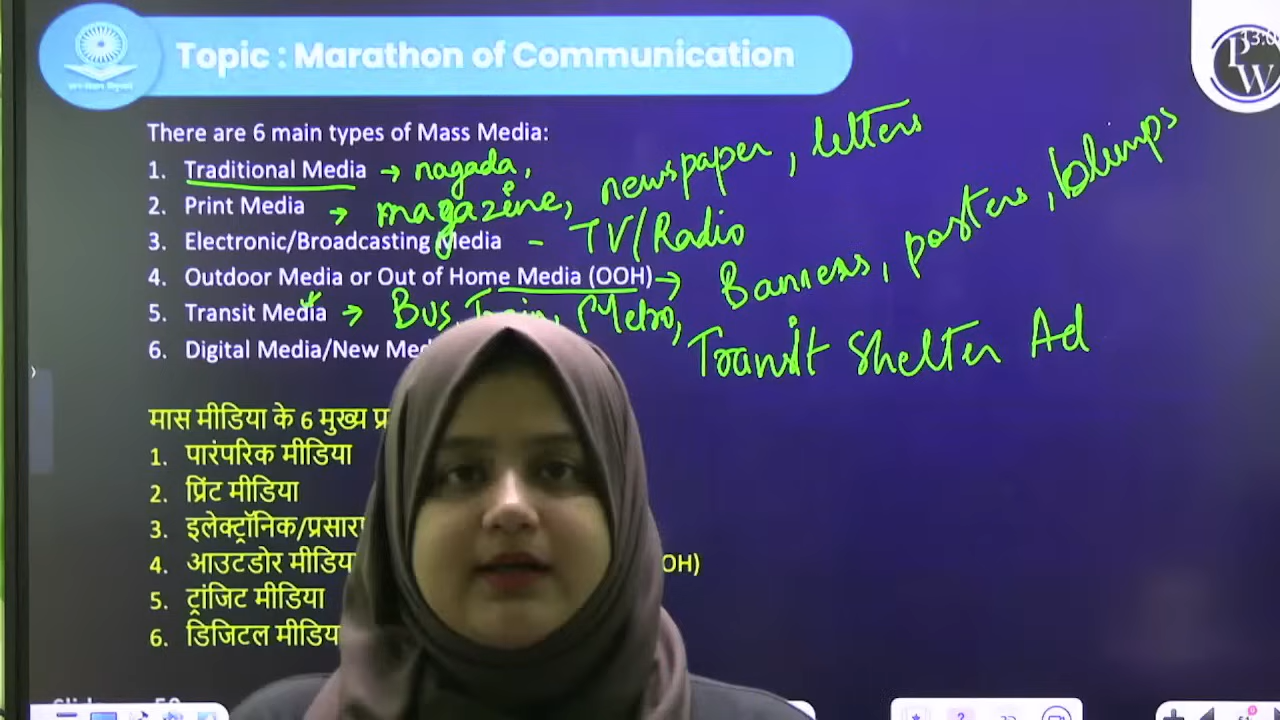 Topic : Marathon of Communication
PW
There are 6 main types of Mass Media:
1. Traditional Media → nagada,
2. Print Media → magazine, newspaper, letters
3. Electronic/Broadcasting Media - TV/Radio
4. Outdoor Media or Out of Home Media (OOH) → Banners, posters, blimps
5. Transit Media → Bus, Train, Metro, Transit Shelter Ad
6. Digital Media/New
मास मीडिया के 6 मुख्य
1. पारंपरिक मीडिया
2. प्रिंट मीडिया
3. इलेक्ट्रॉनिक/
4. आउटडोर OOH)
5. ट्रांजिट मीडिया
6. डिजिटल